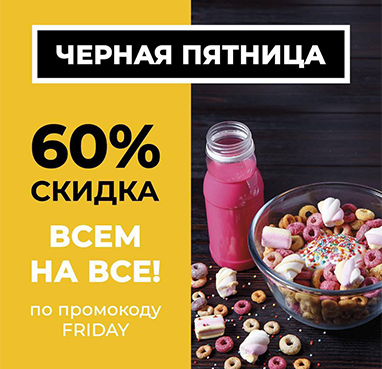 ЧЕРНАЯ ПЯТНИЦА
60%
СКИДКА
ВСЕМ
НА ВСЕ!
по промокоду
FRIDAY